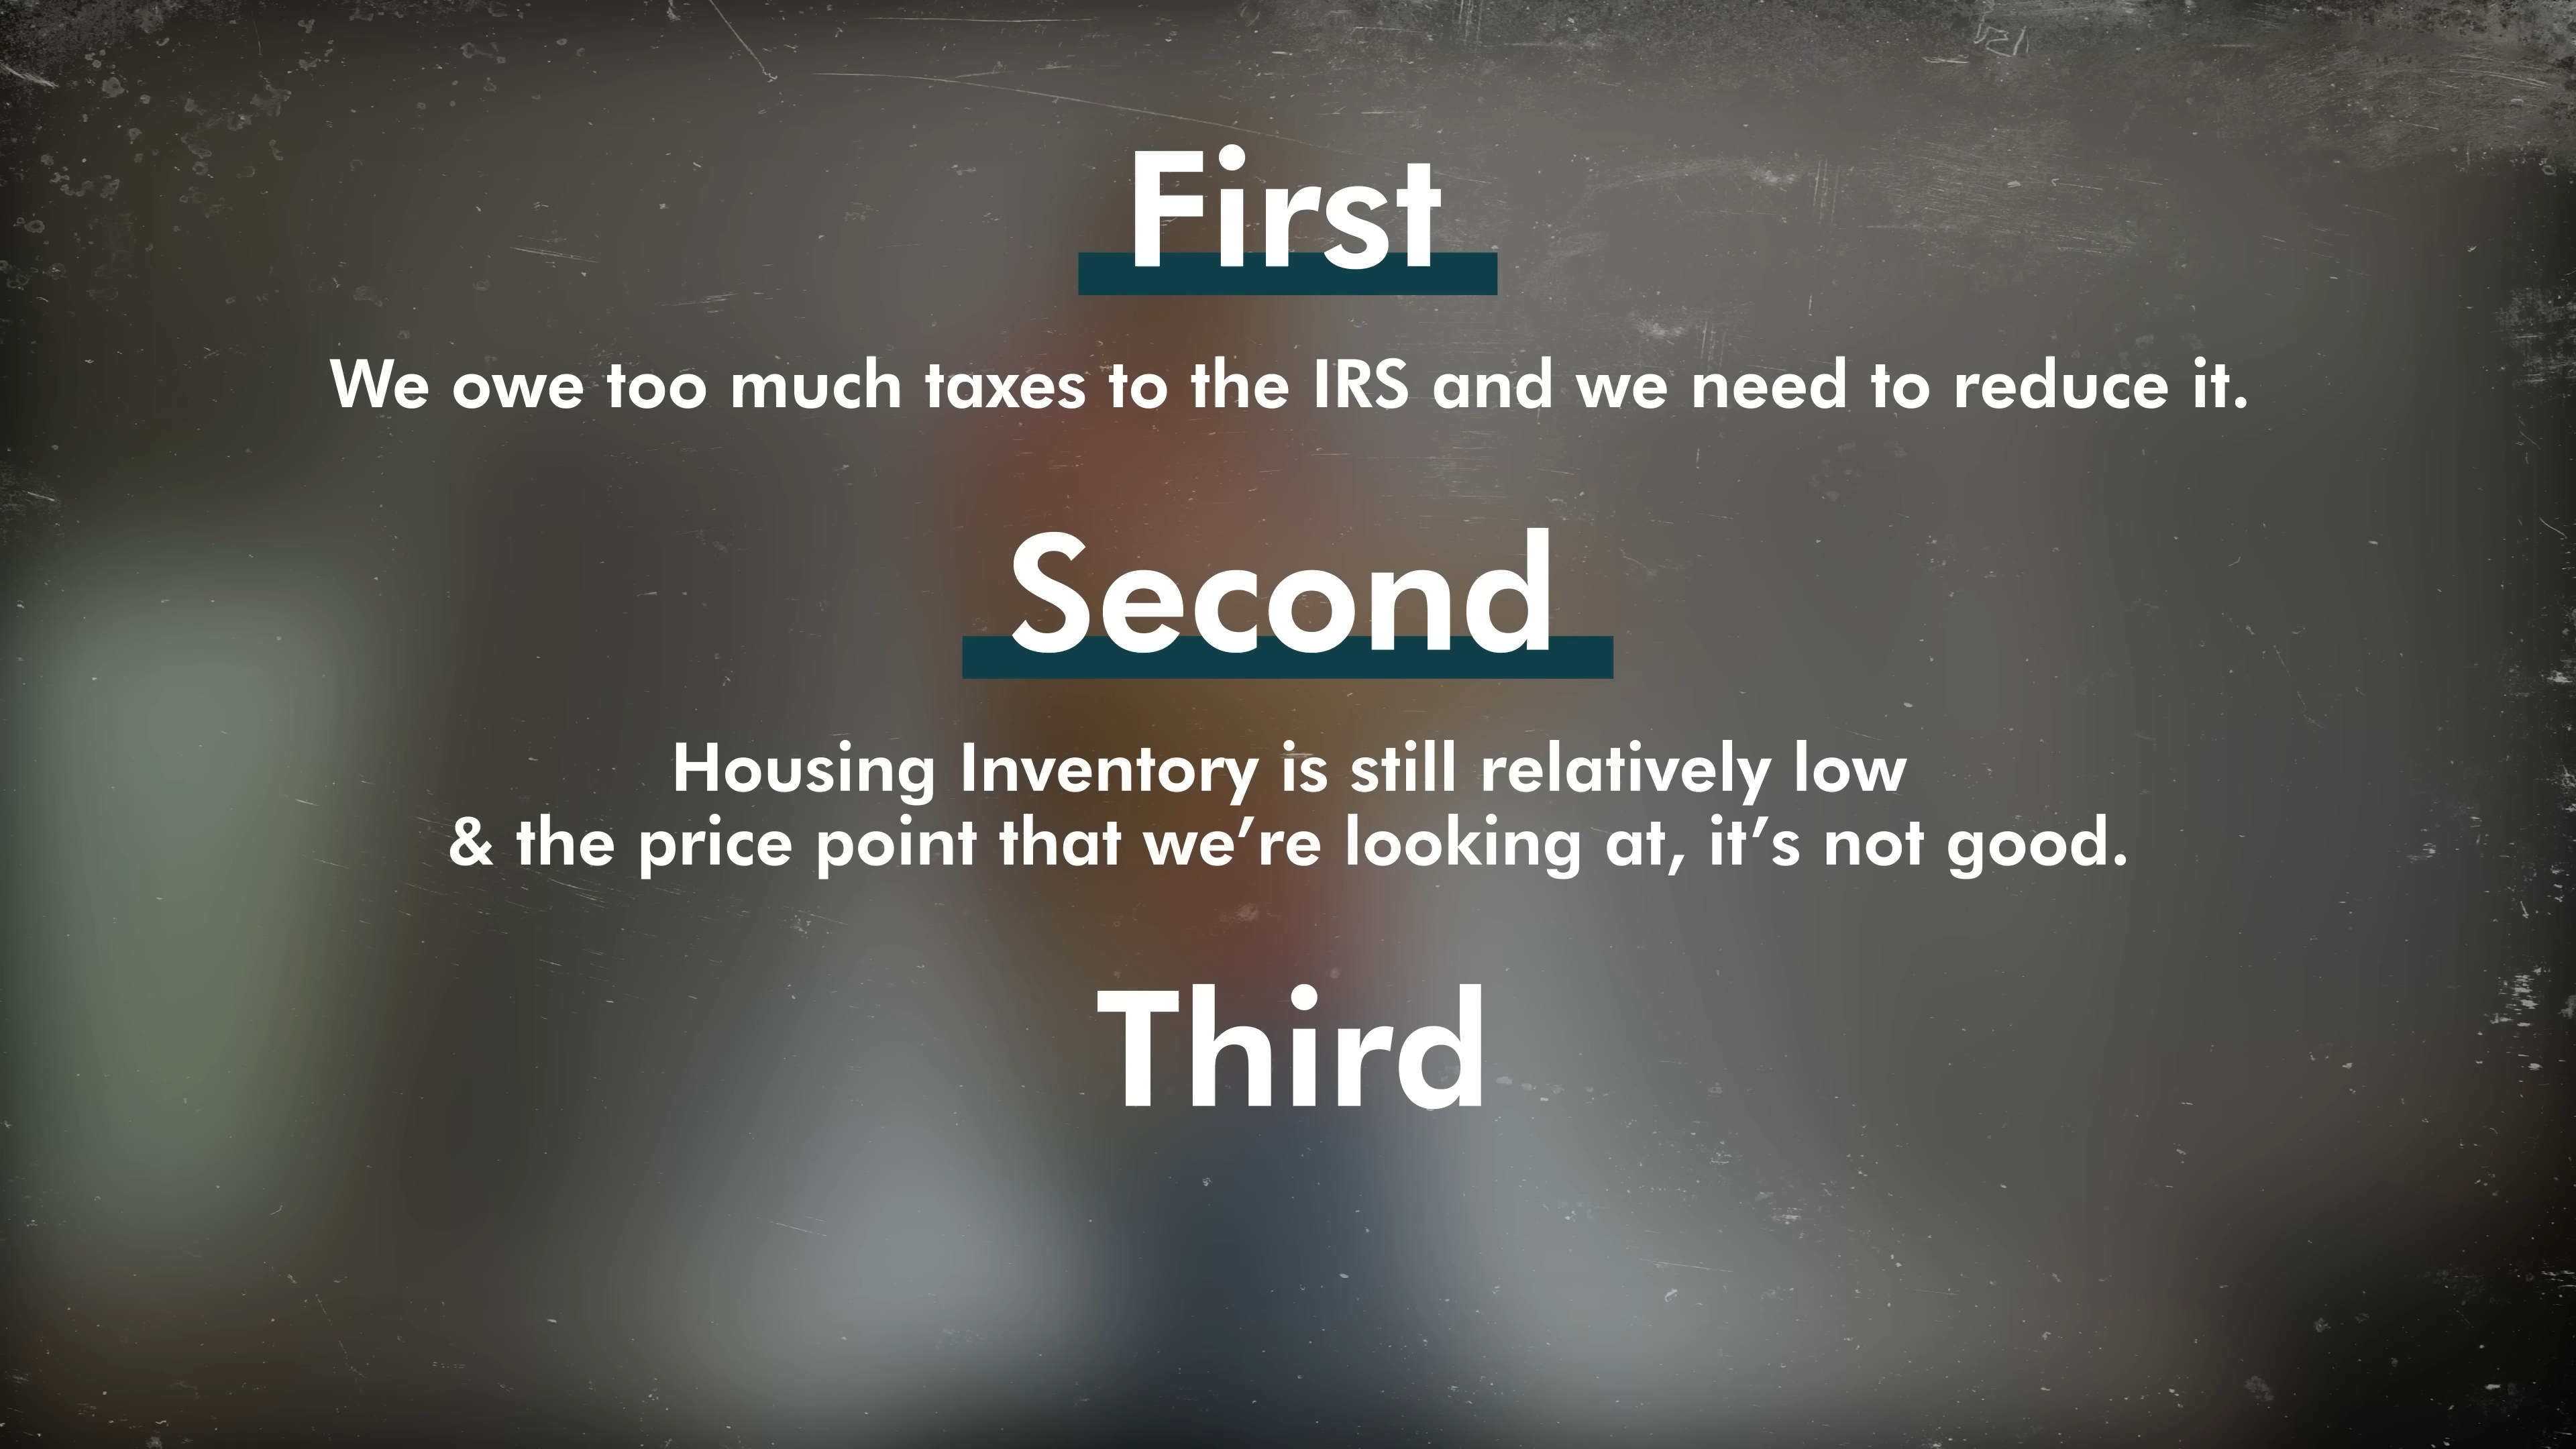 First
We owe too much taxes to the IRS and we need to reduce it.
Second
Housing Inventory is still relatively low
& the price point that we’re looking at, it’s not good.
Third